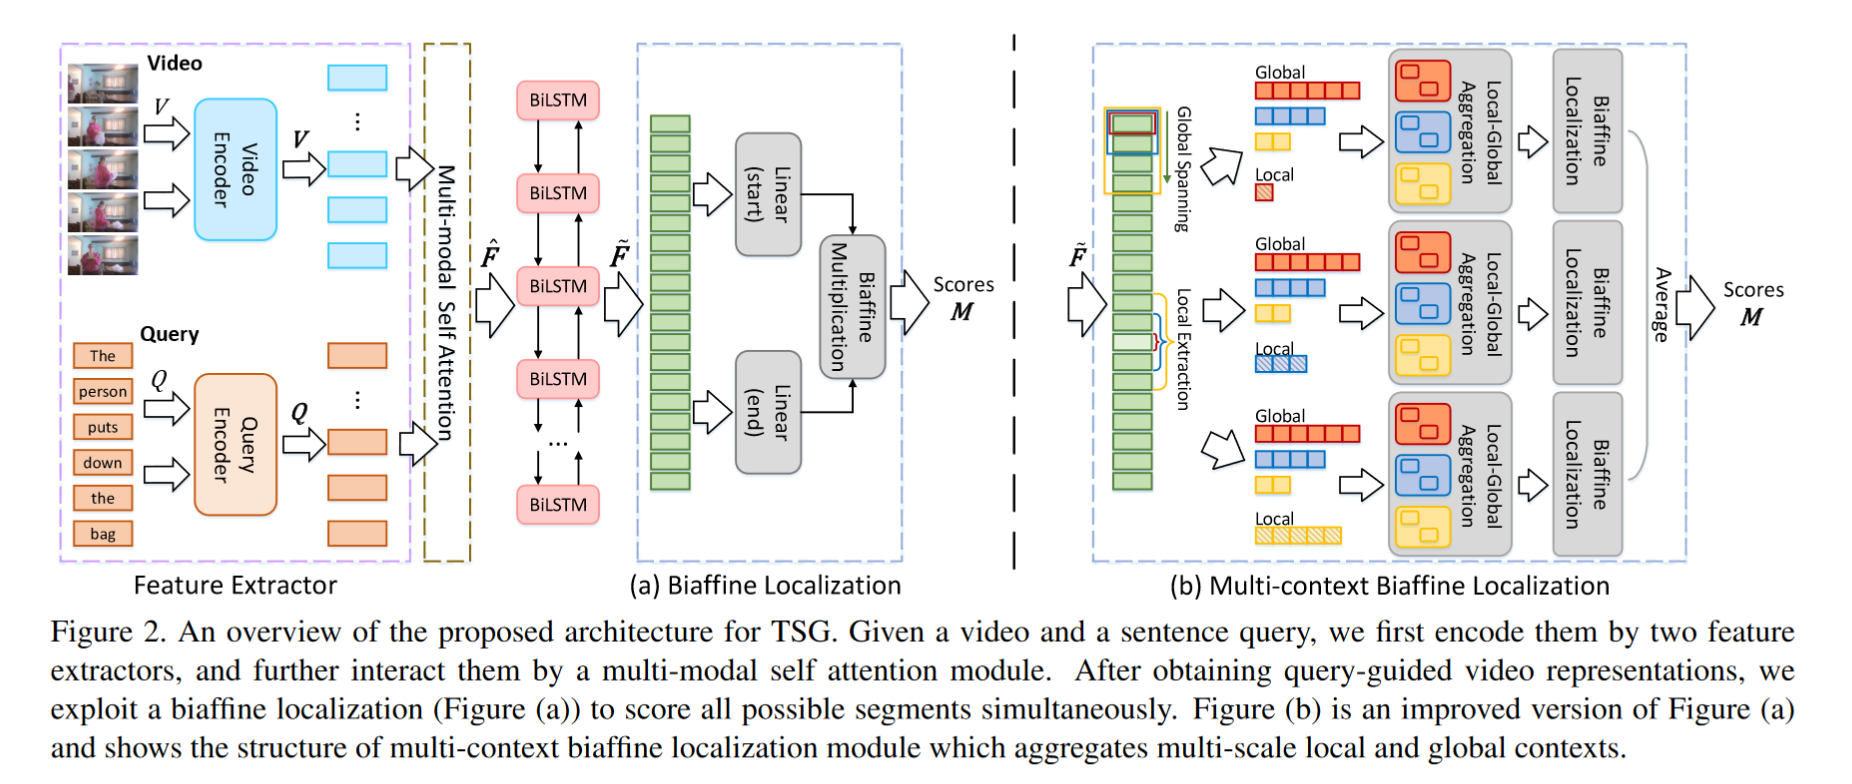 Video
V
Video
Encoder
V
Query
The
person
puts
down
the
bag
Q
Query
Encoder
Q
...
...
Multi-modal Self Attention
Feature Extractor
F̂
BiLSTM
BiLSTM
BiLSTM
BiLSTM
...
BiLSTM
F̃
Linear
(start)
Linear
(end)
Biaffine
Multiplication
Scores
M
(a) Biaffine Localization
F̃
Global Spanning
Local Extraction
Global
Local
Local-Global
Aggregation
Biaffine
Localization
Global
Local
Local-Global
Aggregation
Biaffine
Localization
Global
Local
Local-Global
Aggregation
Biaffine
Localization
Average
Scores
M
(b) Multi-context Biaffine Localization
Figure 2. An overview of the proposed architecture for TSG. Given a video and a sentence query, we first encode them by two feature
extractors, and further interact them by a multi-modal self attention module. After obtaining query-guided video representations, we
exploit a biaffine localization (Figure (a)) to score all possible segments simultaneously. Figure (b) is an improved version of Figure (a)
and shows the structure of multi-context biaffine localization module which aggregates multi-scale local and global contexts.